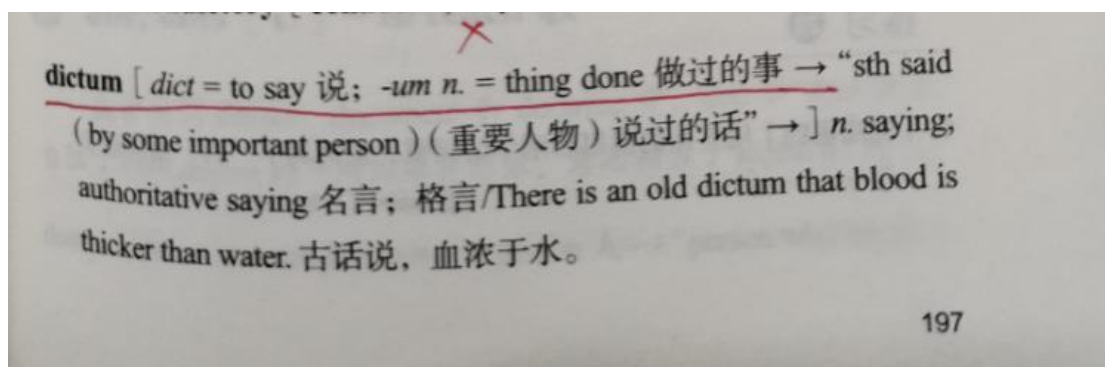 dictum [ dict = to say 说；-um n. = thing done 做过的事 → “sth said
（by some important person）（重要人物）说过的话” → ] n. saying;
authoritative saying 名言；格言/There is an old dictum that blood is
thicker than water. 古话说，血浓于水。
197